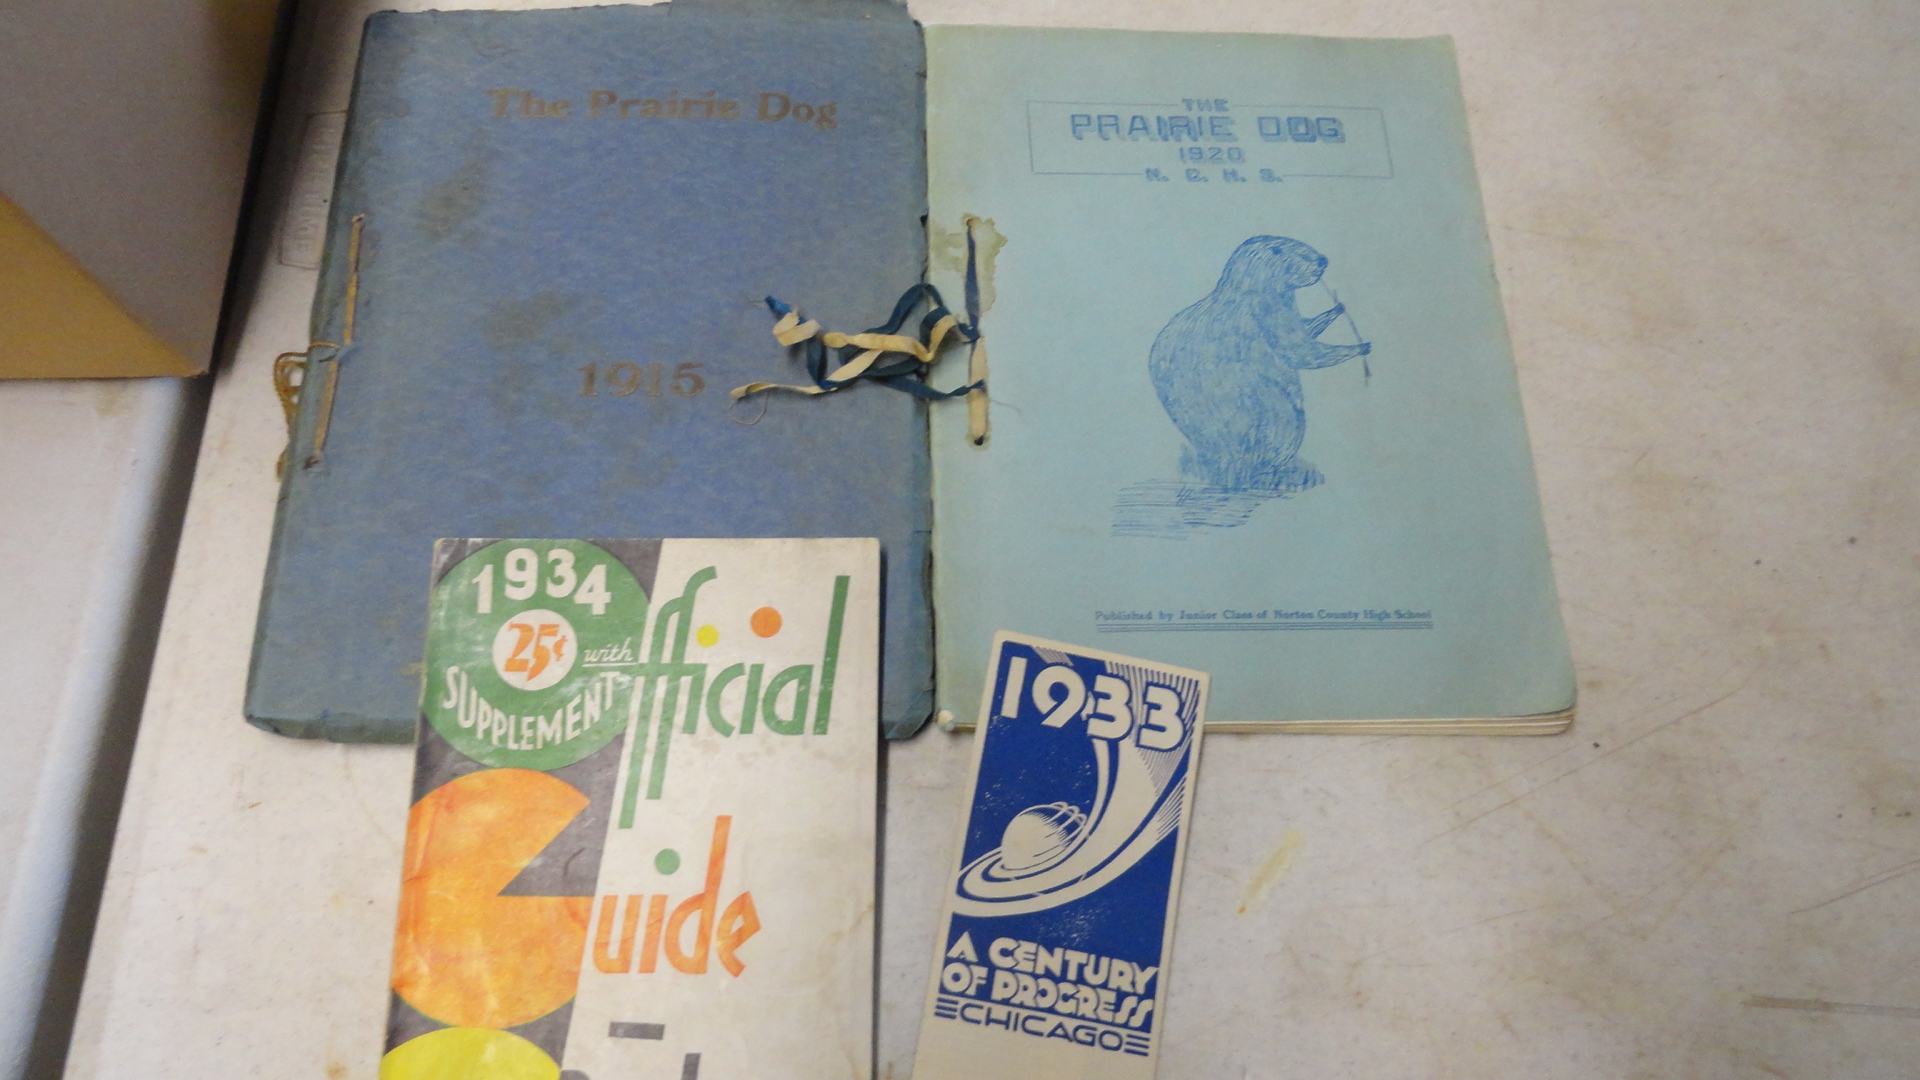 The Prairie Dog
1915
THE
PRAIRIE DOG
1920
N. C. H. S.
Published by Junior Class of Norton County High School
1934
25¢
with
SUPPLEMENT
Official
Guide
1933
A CENTURY
OF PROGRESS
CHICAGO